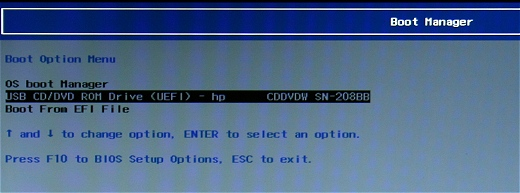 Boot Manager
Boot Option Menu
OS boot Manager
USB CD/DVD ROM Drive (UEFI) - hp CDDVDW SN-208BB
Boot From EFI File
↑ and ↓ to change option, ENTER to select an option.
Press F10 to BIOS Setup Options, ESC to exit.